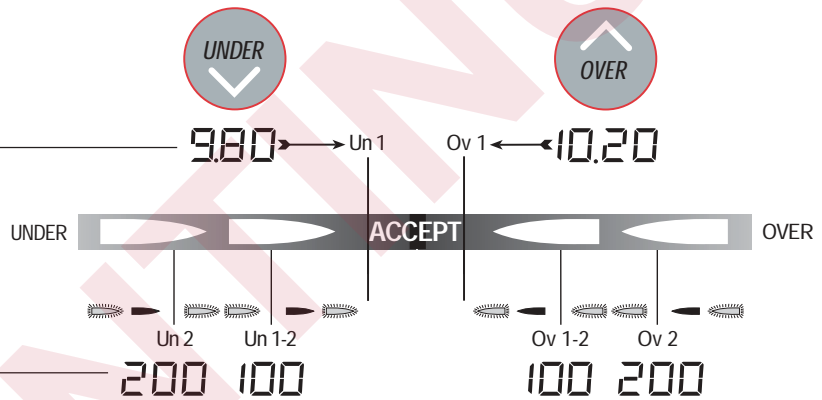 UNDER OVER
9.80 Un 1 Ov 1 10.20
UNDER ACCEPT OVER
Un 2 Un 1-2 Ov 1-2 Ov 2
200 100 100 200